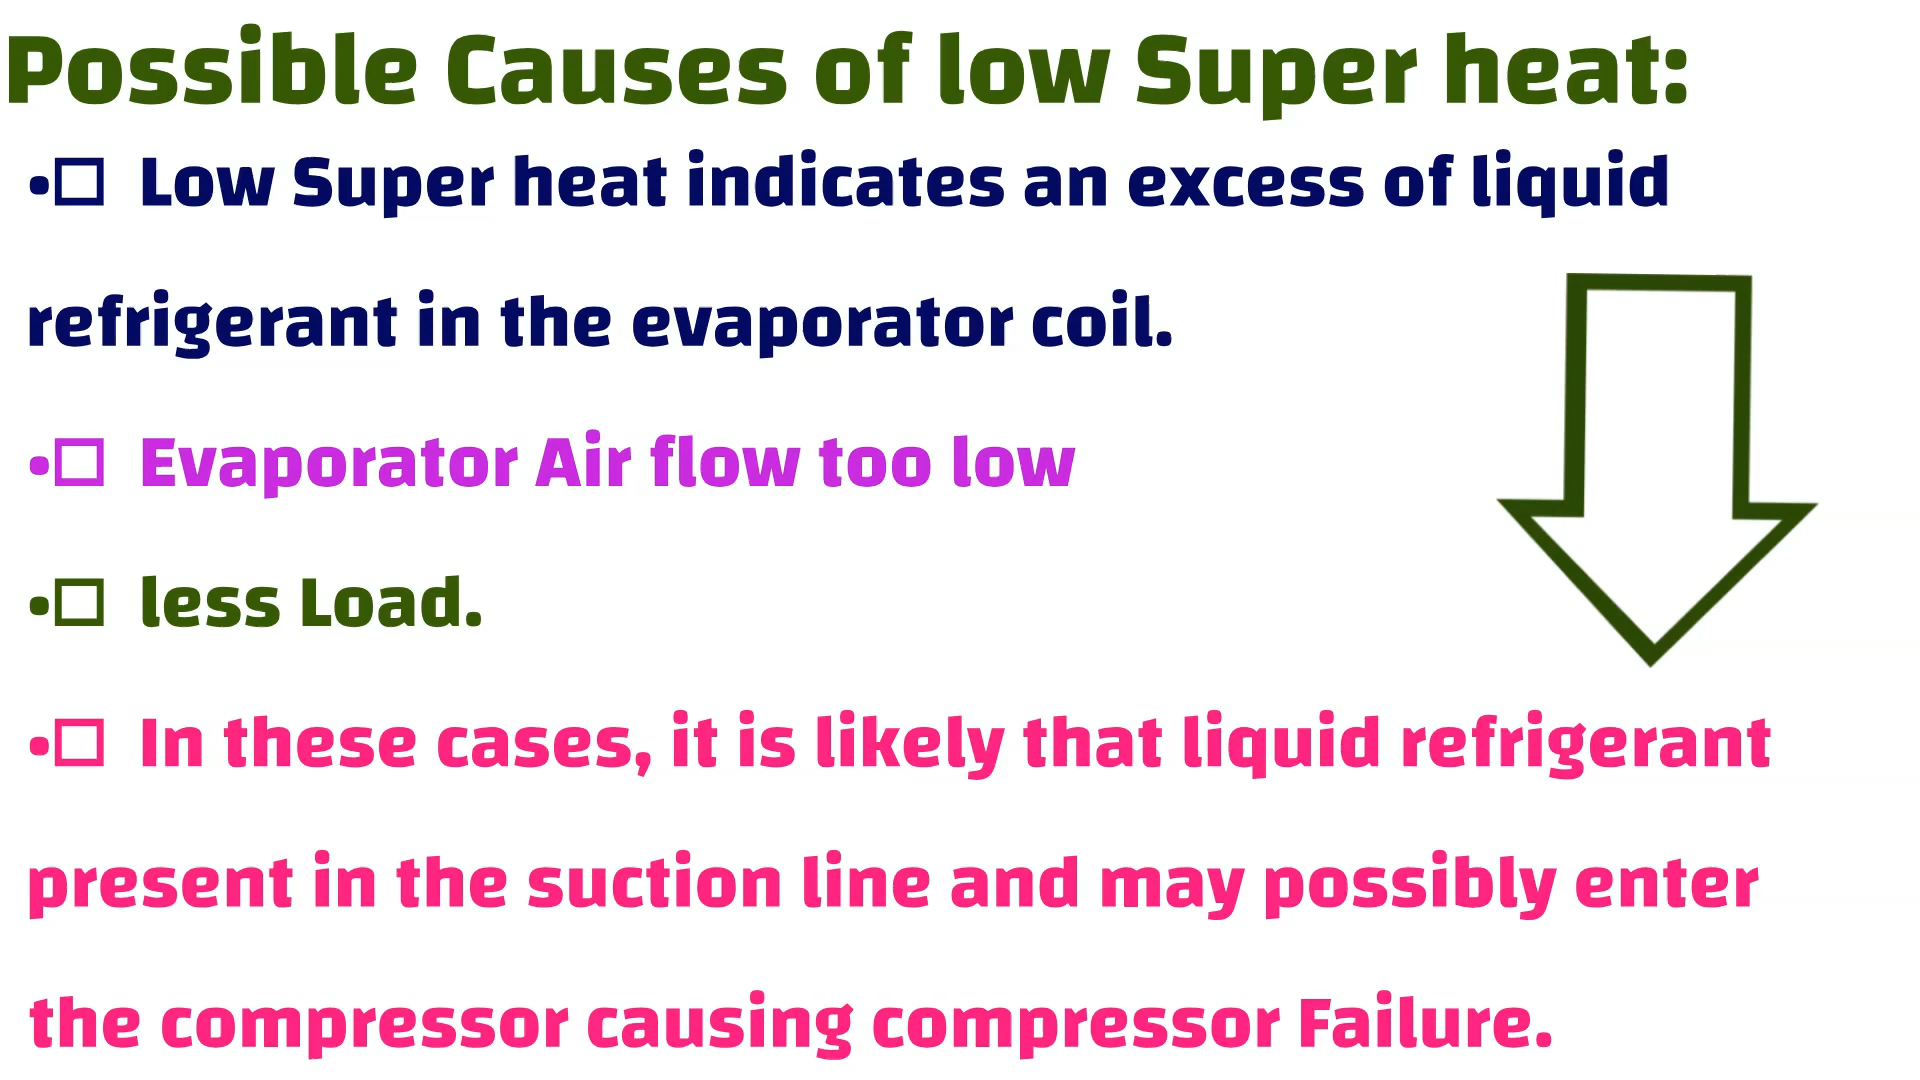 Possible Causes of low Super heat:
•□ Low Super heat indicates an excess of liquid
refrigerant in the evaporator coil.
•□ Evaporator Air flow too low
•□ less Load.
•□ In these cases, it is likely that liquid refrigerant
present in the suction line and may possibly enter
the compressor causing compressor Failure.